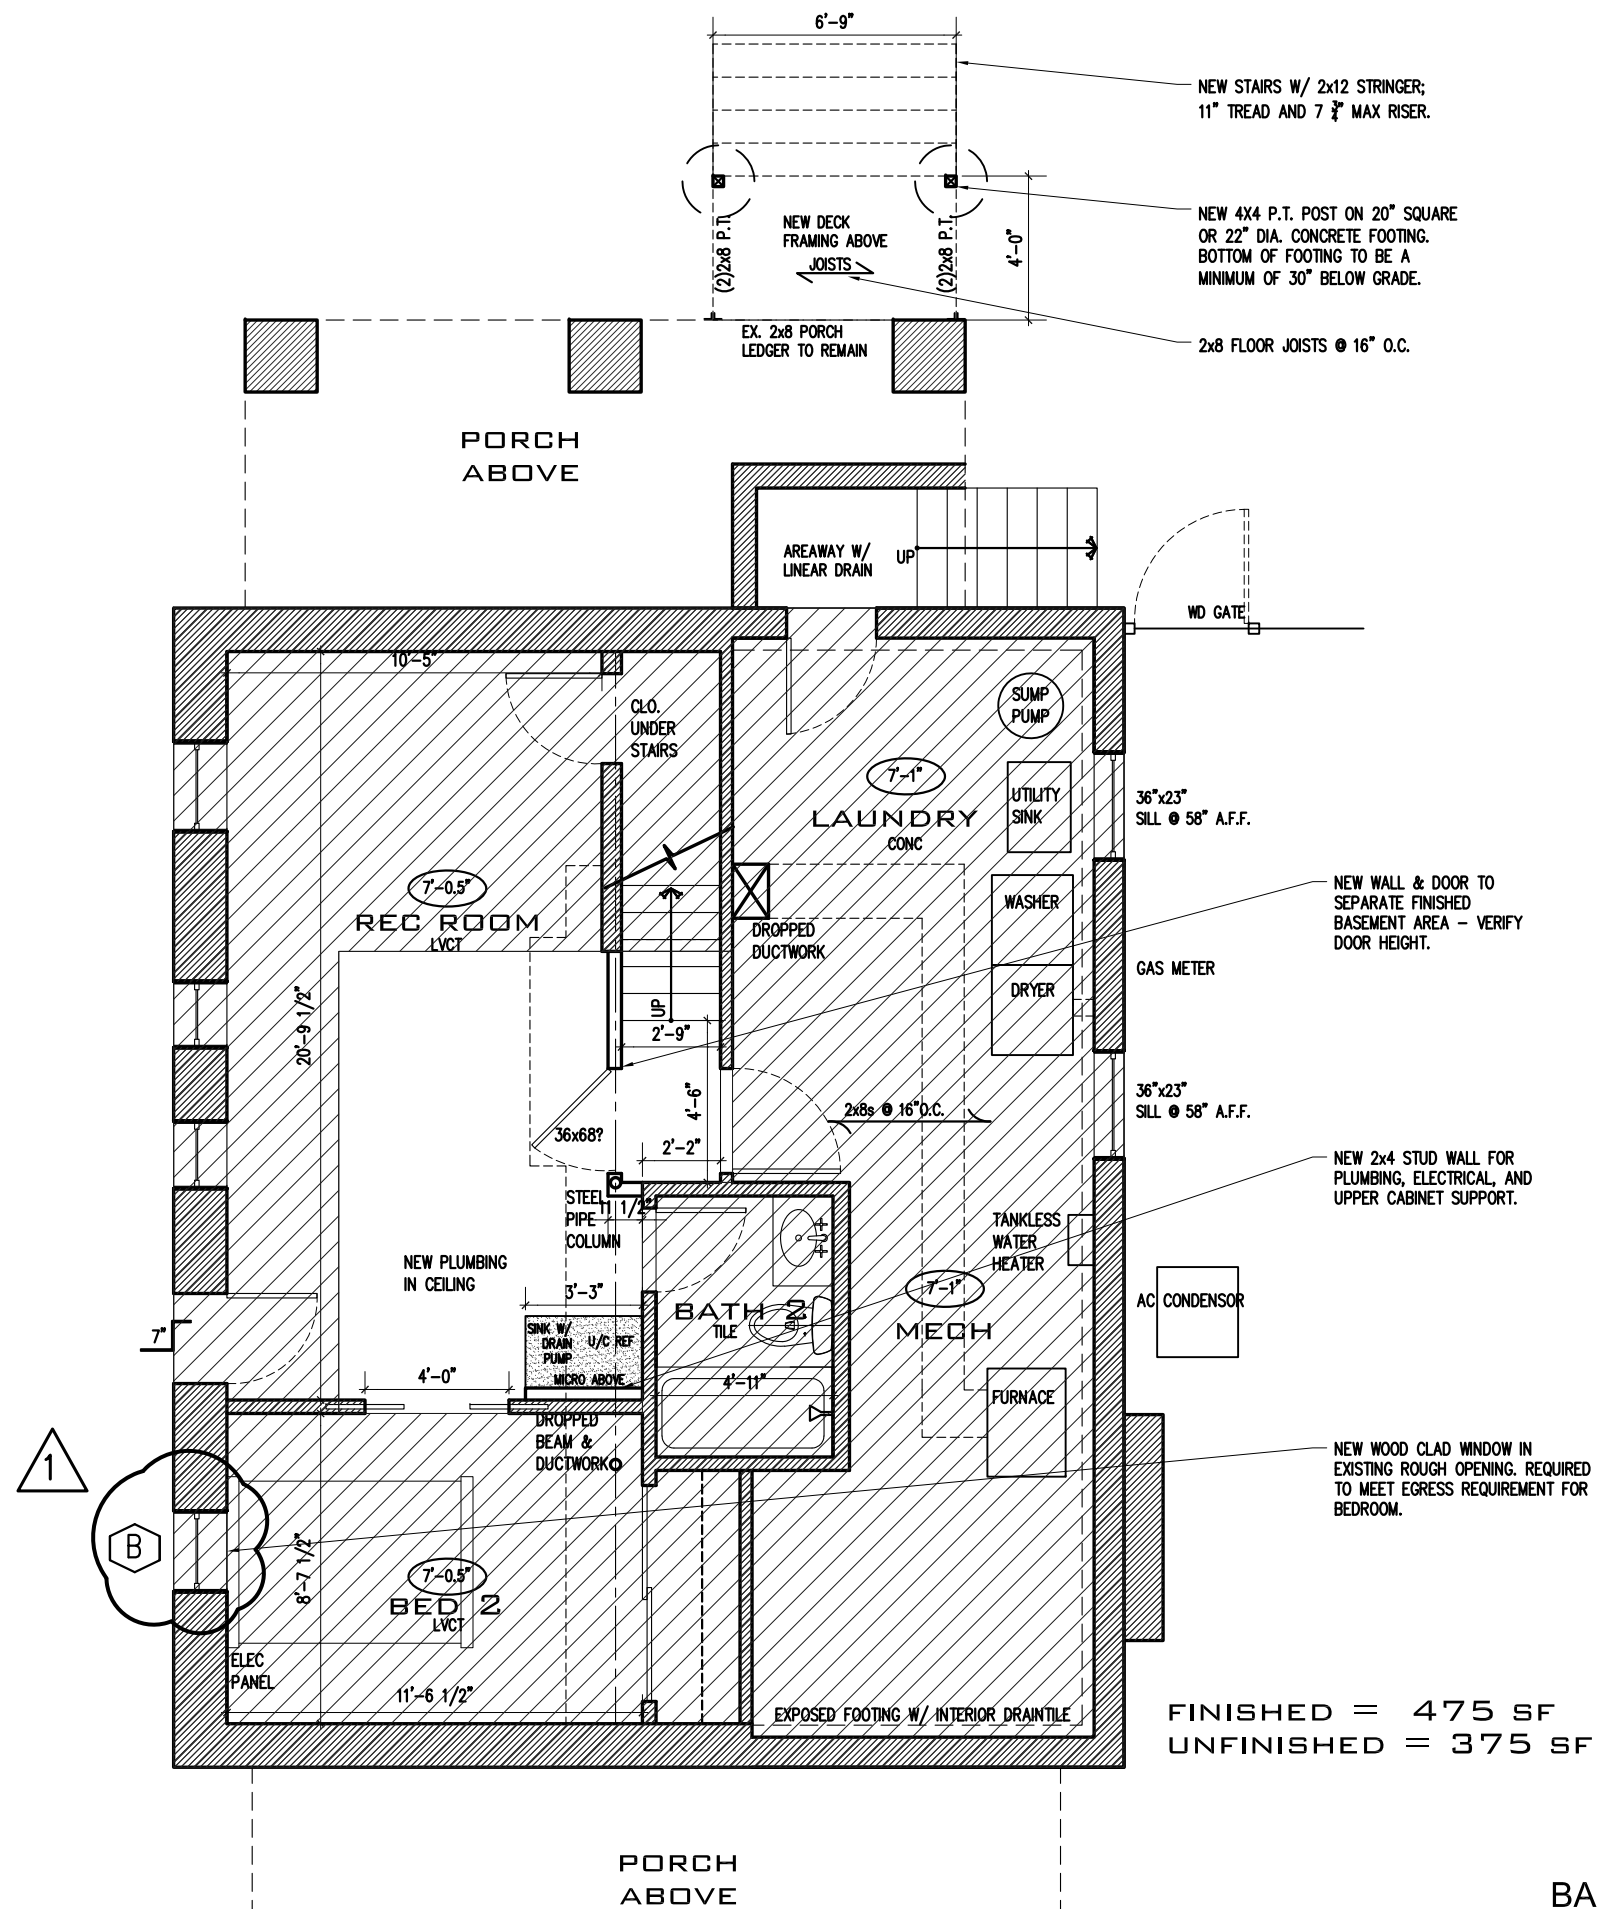 6'-9"
NEW STAIRS W/ 2x12 STRINGER;
11" TREAD AND 7 3/4" MAX RISER.
NEW 4X4 P.T. POST ON 20" SQUARE
OR 22" DIA. CONCRETE FOOTING.
BOTTOM OF FOOTING TO BE A
MINIMUM OF 30" BELOW GRADE.
(2)2x8 P.T.
NEW DECK
FRAMING ABOVE
JOISTS
(2)2x8 P.T.
4'-0"
EX. 2x8 PORCH
LEDGER TO REMAIN
2x8 FLOOR JOISTS @ 16" O.C.
PORCH
ABOVE
AREAWAY W/
LINEAR DRAIN
UP
WD GATE
10'-5"
CLO.
UNDER
STAIRS
SUMP
PUMP
7'-1"
LAUNDRY
CONC
UTILITY
SINK
36"x23"
SILL @ 58" A.F.F.
7'-0.5"
REC ROOM
LVCT
WASHER
DROPPED
DUCTWORK
NEW WALL & DOOR TO
SEPARATE FINISHED
BASEMENT AREA - VERIFY
DOOR HEIGHT.
GAS METER
DRYER
20'-9 1/2"
UP
2'-9"
4'-6"
36"x23"
SILL @ 58" A.F.F.
2x8s @ 16"O.C.
36x68?
2'-2"
NEW 2x4 STUD WALL FOR
PLUMBING, ELECTRICAL, AND
UPPER CABINET SUPPORT.
STEEL
PIPE
COLUMN
11 1/2"
TANKLESS
WATER
HEATER
NEW PLUMBING
IN CEILING
3'-3"
7'-1"
MECH
AC CONDENSOR
BATH 2
TILE
7"
SINK W/
DRAIN
PUMP
U/C REF
MICRO ABOVE
4'-0"
4'-11"
FURNACE
DROPPED
BEAM &
DUCTWORK
1
NEW WOOD CLAD WINDOW IN
EXISTING ROUGH OPENING. REQUIRED
TO MEET EGRESS REQUIREMENT FOR
BEDROOM.
B
8'-7 1/2"
7'-0.5"
BED 2
LVCT
ELEC
PANEL
11'-6 1/2"
EXPOSED FOOTING W/ INTERIOR DRAINTILE
FINISHED = 475 SF
UNFINISHED = 375 SF
PORCH
ABOVE
BA